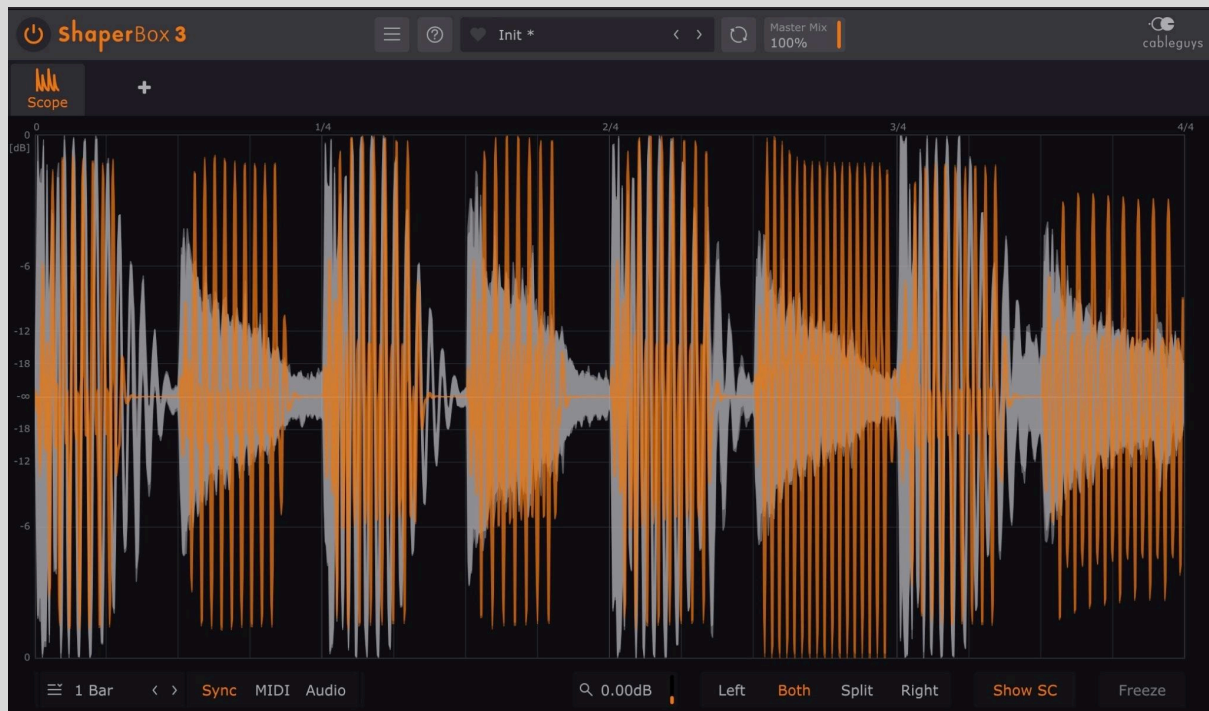 ShaperBox 3
Init *
Master Mix
100%
cableguys
Scope
0 1/4 2/4 3/4 4/4
0
[dB]
-6
-12
-18
-∞
-18
-12
-6
0
1 Bar Sync MIDI Audio 0.00dB Left Both Split Right Show SC Freeze